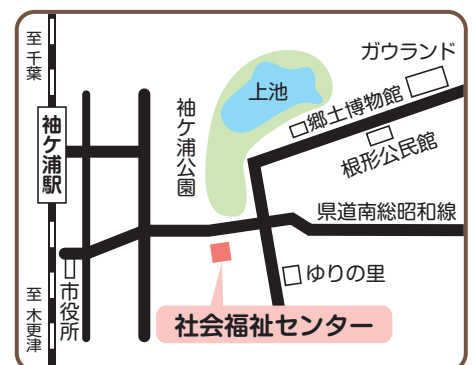 至 千葉
袖ケ浦駅
至 木更津
市役所
袖ケ浦公園
上池
ガウランド
郷土博物館
根形公民館
県道南総昭和線
ゆりの里
社会福祉センター